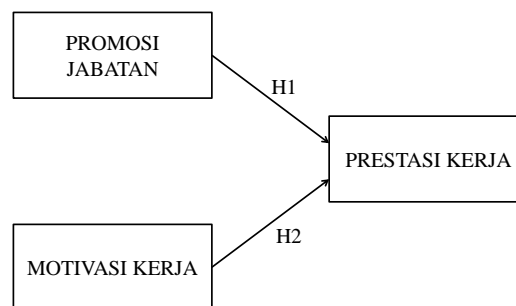 PROMOSI
JABATAN
H1
PRESTASI KERJA
H2
MOTIVASI KERJA